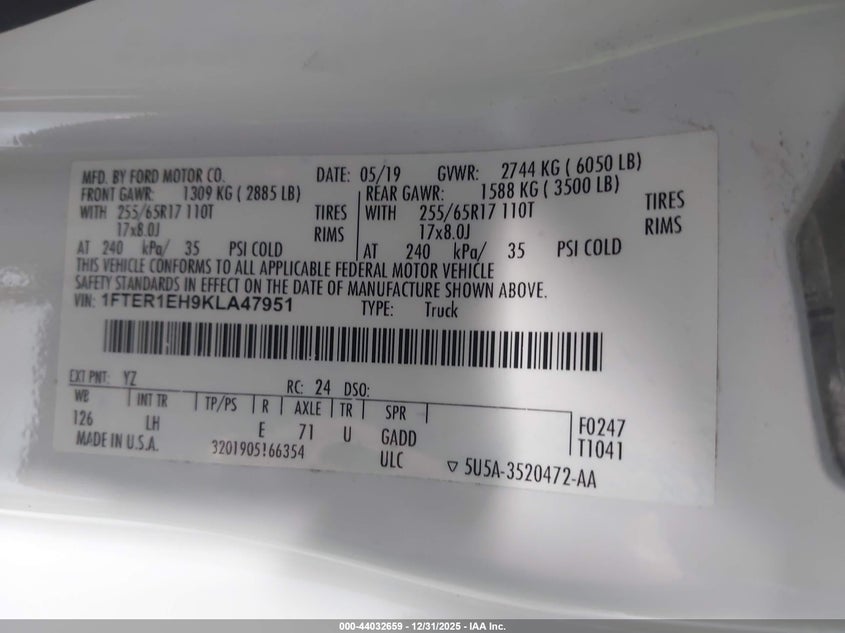 MFD. BY FORD MOTOR CO. DATE: 05/19 GVWR: 2744 KG ( 6050 LB)
FRONT GAWR: 1309 KG ( 2885 LB) REAR GAWR: 1588 KG ( 3500 LB)
WITH 255/65R17 110T TIRES WITH 255/65R17 110T TIRES
17x8.0J RIMS 17x8.0J RIMS
AT 240 kPa/ 35 PSI COLD AT 240 kPa/ 35 PSI COLD
THIS VEHICLE CONFORMS TO ALL APPLICABLE FEDERAL MOTOR VEHICLE
SAFETY STANDARDS IN EFFECT ON THE DATE OF MANUFACTURE SHOWN ABOVE.
VIN: 1FTER1EH9KLA47951 TYPE: Truck
EXT PNT: YZ RC: 24 DSO:
WB INT TR TP/PS R AXLE TR SPR
126 LH E 71 U GADD F0247
MADE IN U.S.A. 3201905166354 ULC T1041
▽ 5U5A-3520472-AA
000-44032659 - 12/31/2025 - IAA Inc.